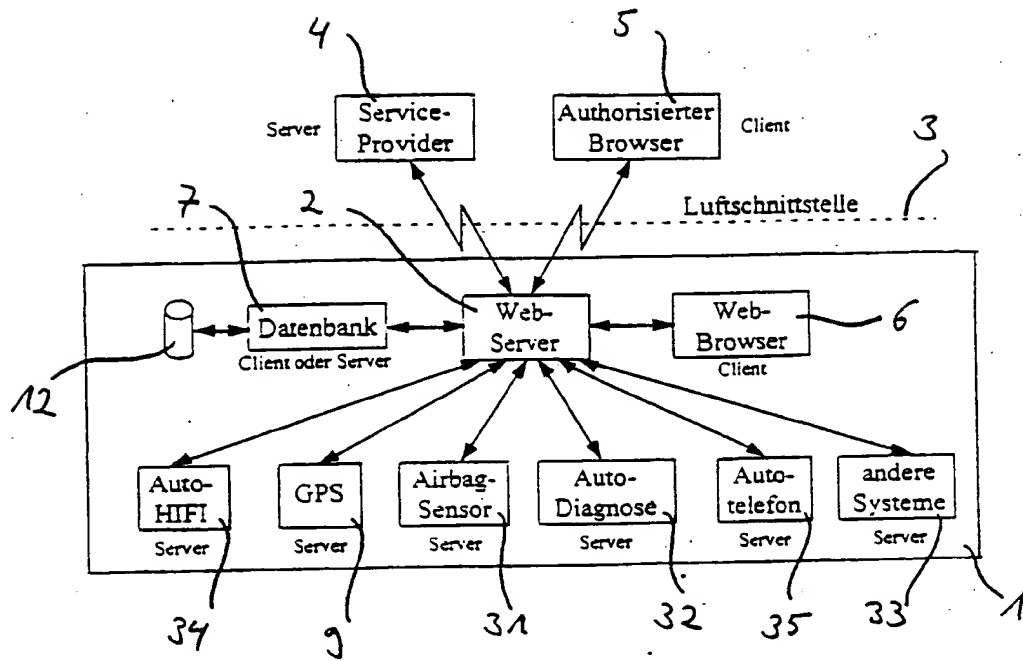 4
5
Server
Service-
Provider
Authorisierter
Browser
Client
3
7
2
Luftschnittstelle
Datenbank
Client oder Server
Web-
Server
Web-
Browser
Client
6
12
Auto-
HIFI
Server
GPS
Server
Airbag-
Sensor
Server
Auto-
Diagnose
Server
Auto-
telefon
Server
andere
Systeme
Server
34
9
31
32
35
33
1